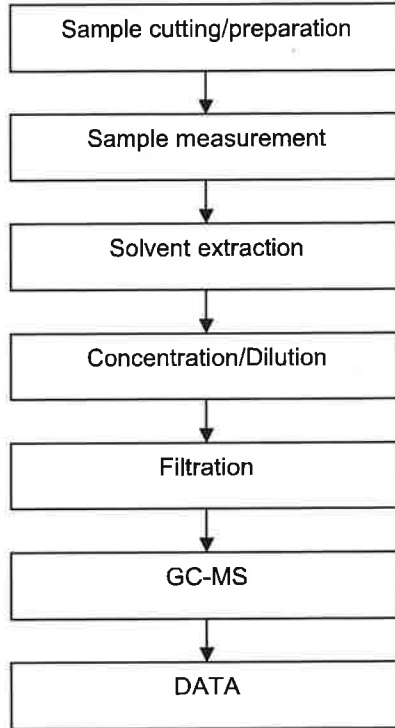 Sample cutting/preparation
Sample measurement
Solvent extraction
Concentration/Dilution
Filtration
GC-MS
DATA